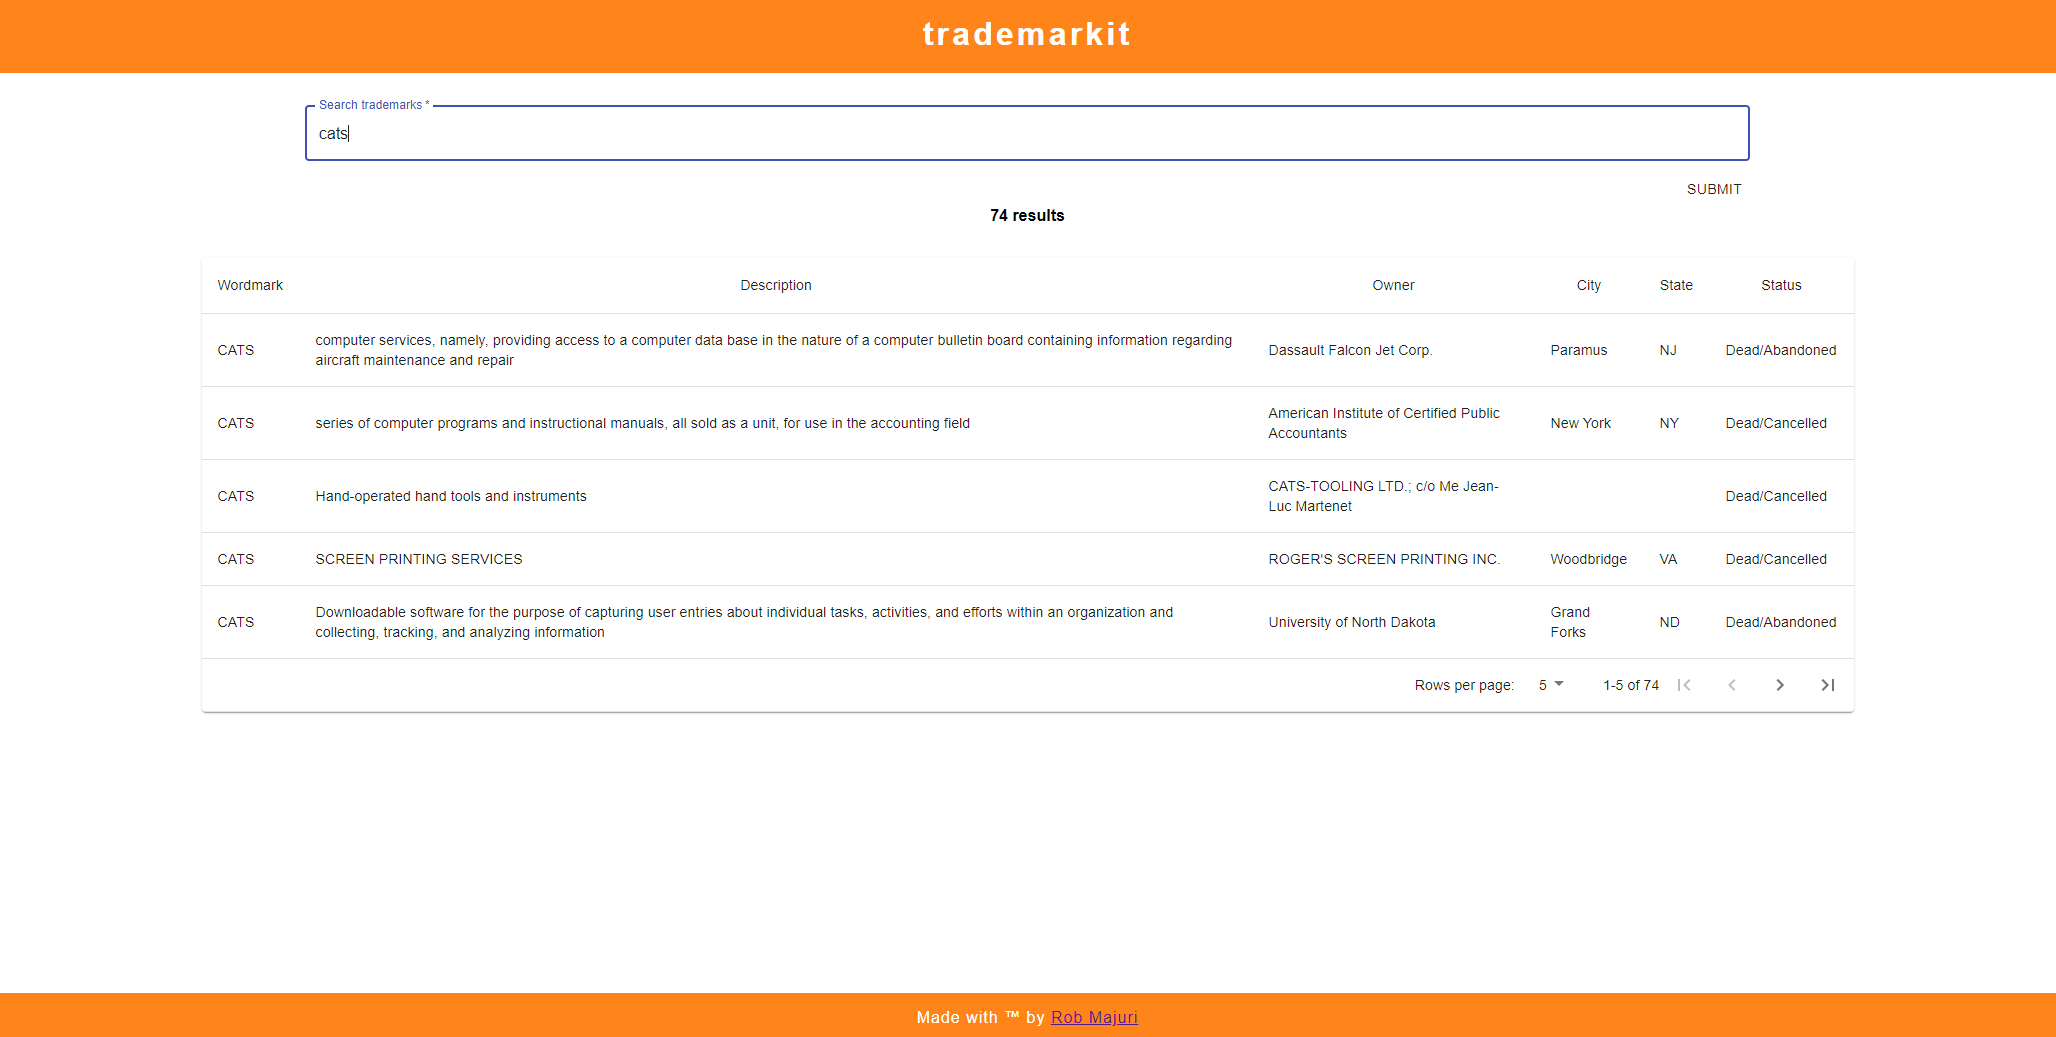 trademarkit
Search trademarks *
cats
SUBMIT
74 results
Wordmark Description Owner City State Status
CATS computer services, namely, providing access to a computer data base in the nature of a computer bulletin board containing information regarding
aircraft maintenance and repair Dassault Falcon Jet Corp. Paramus NJ Dead/Abandoned
CATS series of computer programs and instructional manuals, all sold as a unit, for use in the accounting field American Institute of Certified Public
Accountants New York NY Dead/Cancelled
CATS Hand-operated hand tools and instruments CATS-TOOLING LTD.; c/o Me Jean-
Luc Martenet Dead/Cancelled
CATS SCREEN PRINTING SERVICES ROGER'S SCREEN PRINTING INC. Woodbridge VA Dead/Cancelled
CATS Downloadable software for the purpose of capturing user entries about individual tasks, activities, and efforts within an organization and
collecting, tracking, and analyzing information University of North Dakota Grand
Forks ND Dead/Abandoned
Rows per page: 5 1-5 of 74
Made with ™ by Rob Majuri